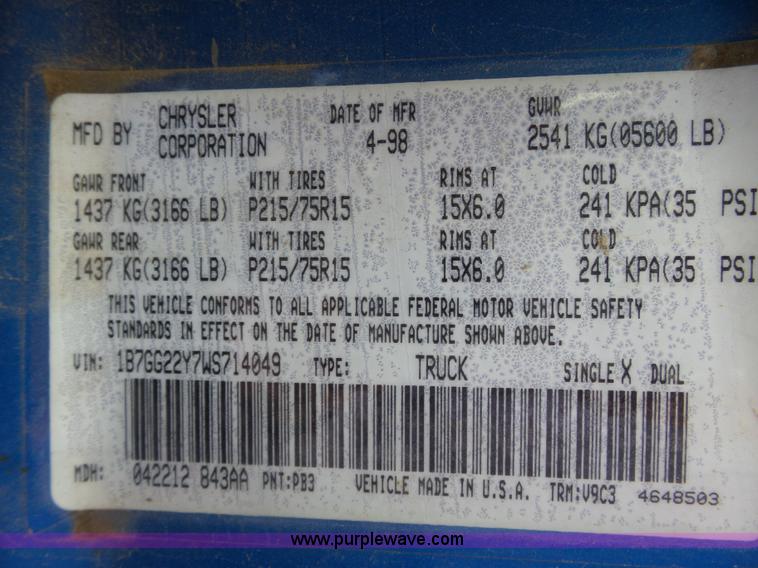 MFD BY CHRYSLER CORPORATION DATE OF MFR 4-98 GVWR 2541 KG(05600 LB)
GAWR FRONT WITH TIRES RIMS AT COLD
1437 KG(3166 LB) P215/75R15 15X6.0 241 KPA(35 PSI
GAWR REAR WITH TIRES RIMS AT COLD
1437 KG(3166 LB) P215/75R15 15X6.0 241 KPA(35 PSI
THIS VEHICLE CONFORMS TO ALL APPLICABLE FEDERAL MOTOR VEHICLE SAFETY
STANDARDS IN EFFECT ON THE DATE OF MANUFACTURE SHOWN ABOVE.
VIN: 1B7GG22Y7WS714049 TYPE: TRUCK SINGLE X DUAL
MDH: 042212 843AA PNT:PB3 VEHICLE MADE IN U.S.A. TRM:V9C3 4648503
www.purplewave.com